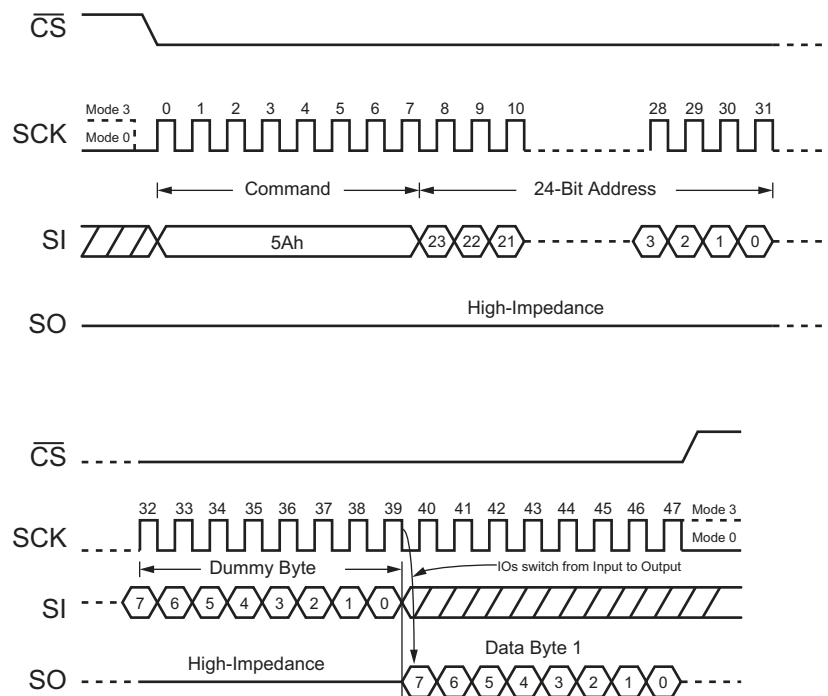 CS
Mode 3
Mode 0
SCK
0 1 2 3 4 5 6 7 8 9 10 28 29 30 31
Command
24-Bit Address
SI
5Ah
23 22 21 3 2 1 0
High-Impedance
SO
CS
32 33 34 35 36 37 38 39 40 41 42 43 44 45 46 47
Mode 3
Mode 0
SCK
Dummy Byte
IOs switch from Input to Output
SI
7 6 5 4 3 2 1 0
High-Impedance
Data Byte 1
SO
7 6 5 4 3 2 1 0